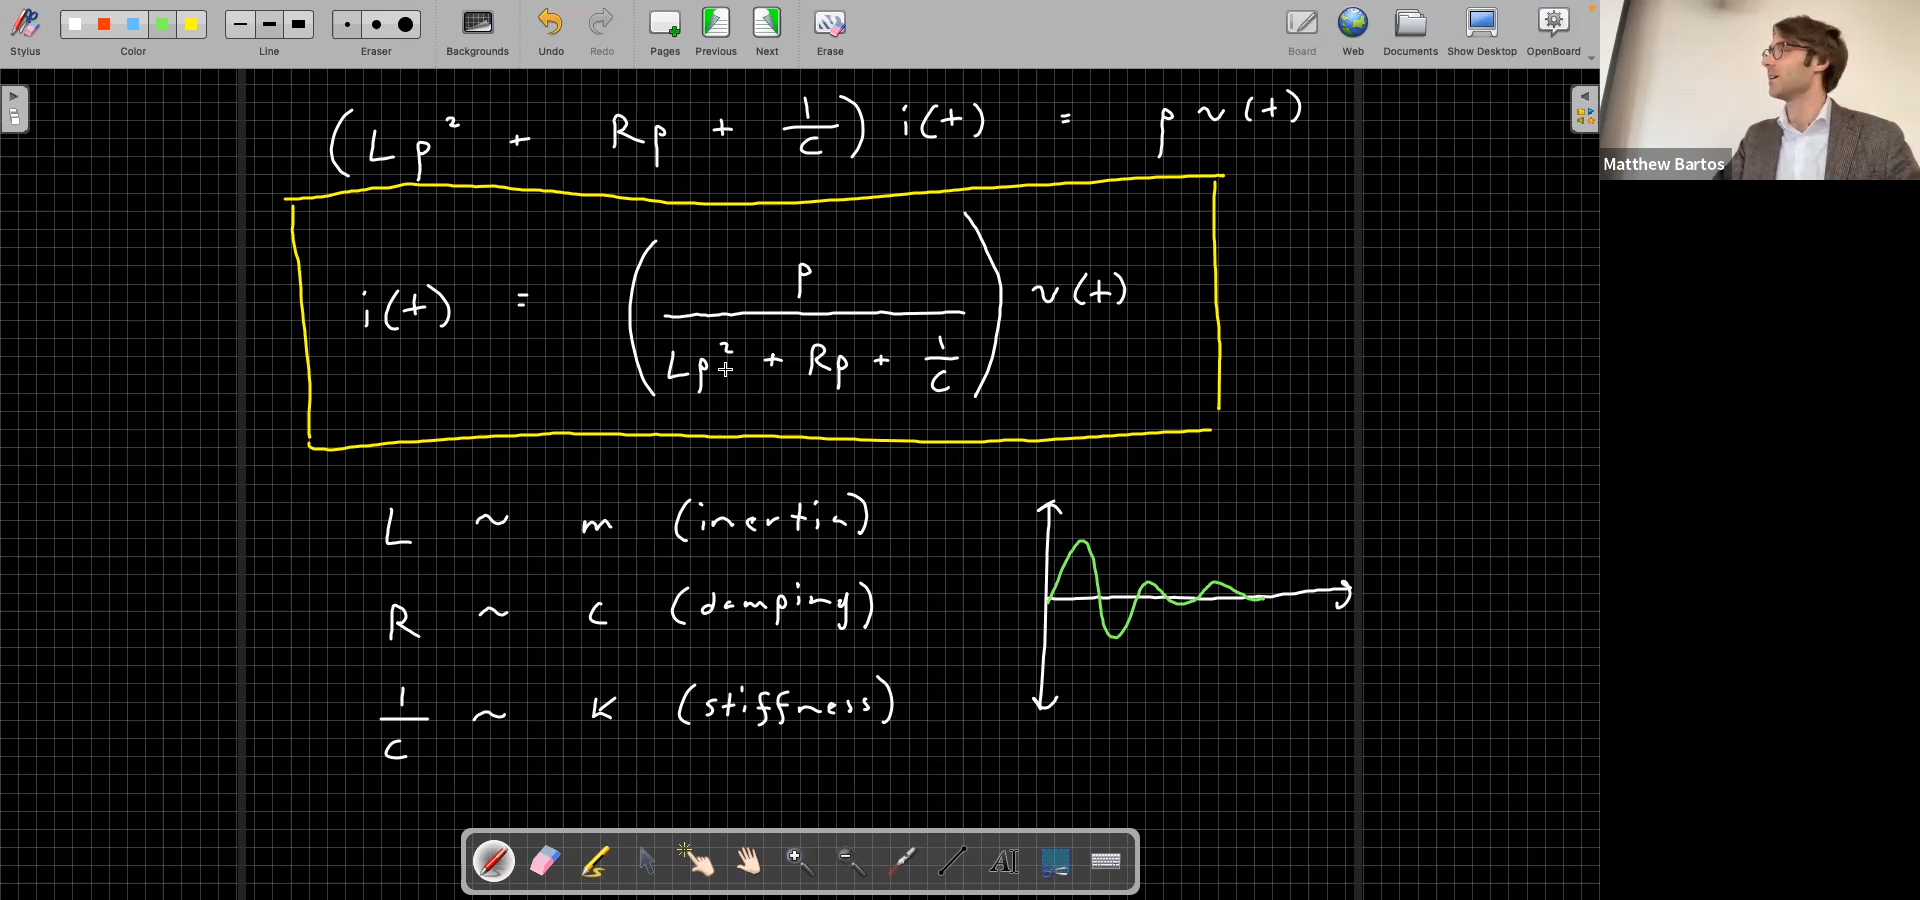 Stylus Color Line Eraser Backgrounds Undo Redo Pages Previous Next Erase Board Web Documents Show Desktop OpenBoard
Matthew Bartos
(Lp² + Rp + 1/C) i(t) = p v(t)
i(t) = (p / (Lp² + Rp + 1/C)) v(t)
L ~ m (inertia)
R ~ c (damping)
1/C ~ K (stiffness)
AI